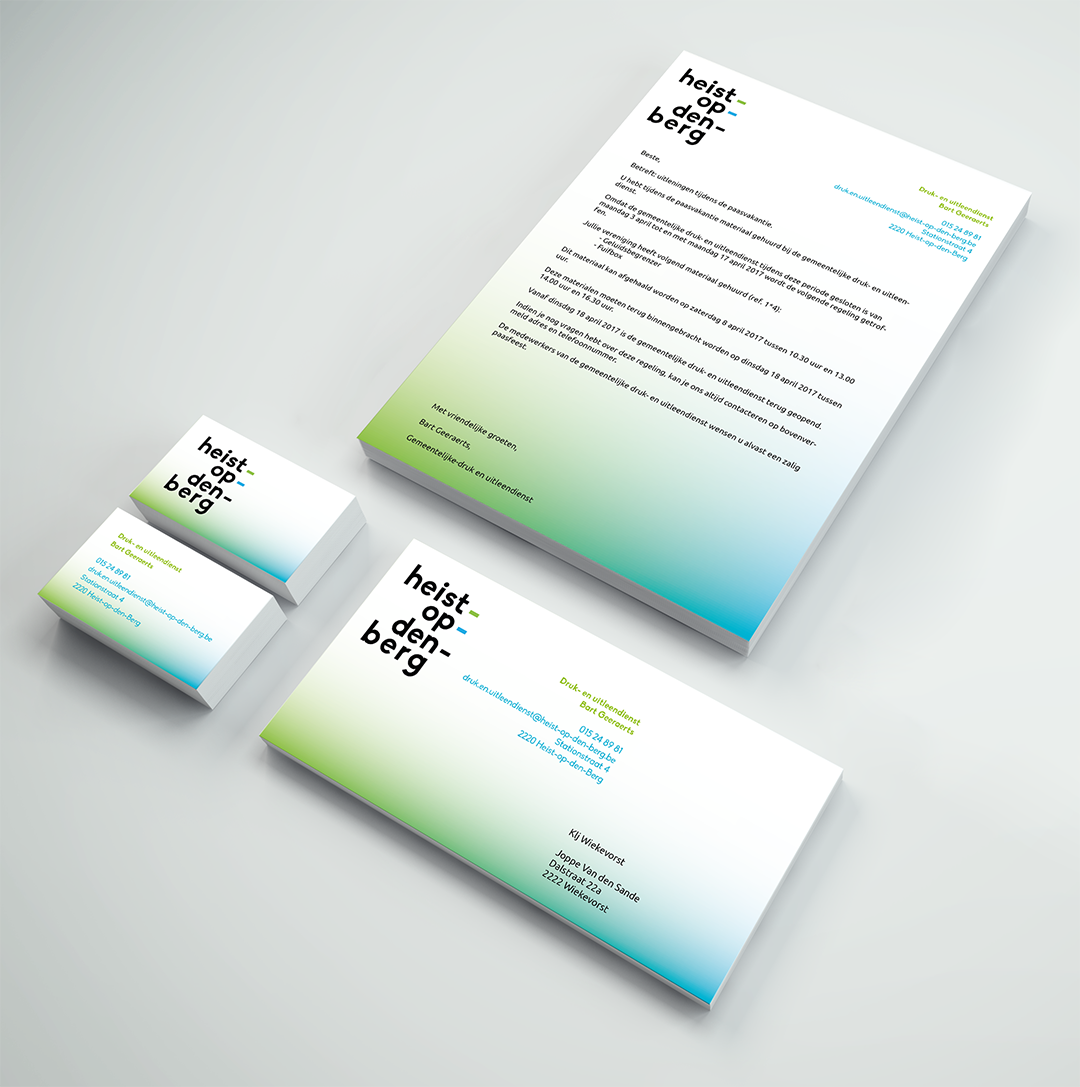 heist-
op-
den-
berg
Druk- en uitleendienst
Bart Geeraerts
015 24 89 81
druk.en.uitleendienst@heist-op-den-berg.be
Stationstraat 4
2220 Heist-op-den-Berg
Beste,
Betreft: uitleningen tijdens de paasvakantie.
U hebt tijdens de paasvakantie materiaal gehuurd bij de gemeentelijke druk- en uitleen-
dienst.
Omdat de gemeentelijke druk- en uitleendienst tijdens deze periode gesloten is van
maandag 3 april tot en met maandag 17 april 2017 wordt de volgende regeling getrof-
fen.
Jullie vereniging heeft volgend materiaal gehuurd (ref. 1°4):
- Geluidsbegrenzer
- Fuifbox
Dit materiaal kan afgehaald worden op zaterdag 8 april 2017 tussen 10.30 uur en 13.00
uur.
Deze materialen moeten terug binnengebracht worden op dinsdag 18 april 2017 tussen
14.00 uur en 16.30 uur.
Vanaf dinsdag 18 april 2017 is de gemeentelijke druk- en uitleendienst terug geopend.
Indien je nog vragen hebt over deze regeling, kan je ons altijd contacteren op bovenver-
meld adres en telefoonnummer.
De medewerkers van de gemeentelijke druk- en uitleendienst wensen u alvast een zalig
paasfeest.
Met vriendelijke groeten,
Bart Geeraerts,
Gemeentelijke-druk en uitleendienst
heist-
op-
den-
berg
Druk- en uitleendienst
Bart Geeraerts
015 24 89 81
druk.en.uitleendienst@heist-op-den-berg.be
Stationstraat 4
2220 Heist-op-den-Berg
heist-
op-
den-
berg
Druk- en uitleendienst
Bart Geeraerts
015 24 89 81
druk.en.uitleendienst@heist-op-den-berg.be
Stationstraat 4
2220 Heist-op-den-Berg
Klj Wiekevorst
Joppe Van den Sande
Dalstraat 22a
2222 Wiekevorst